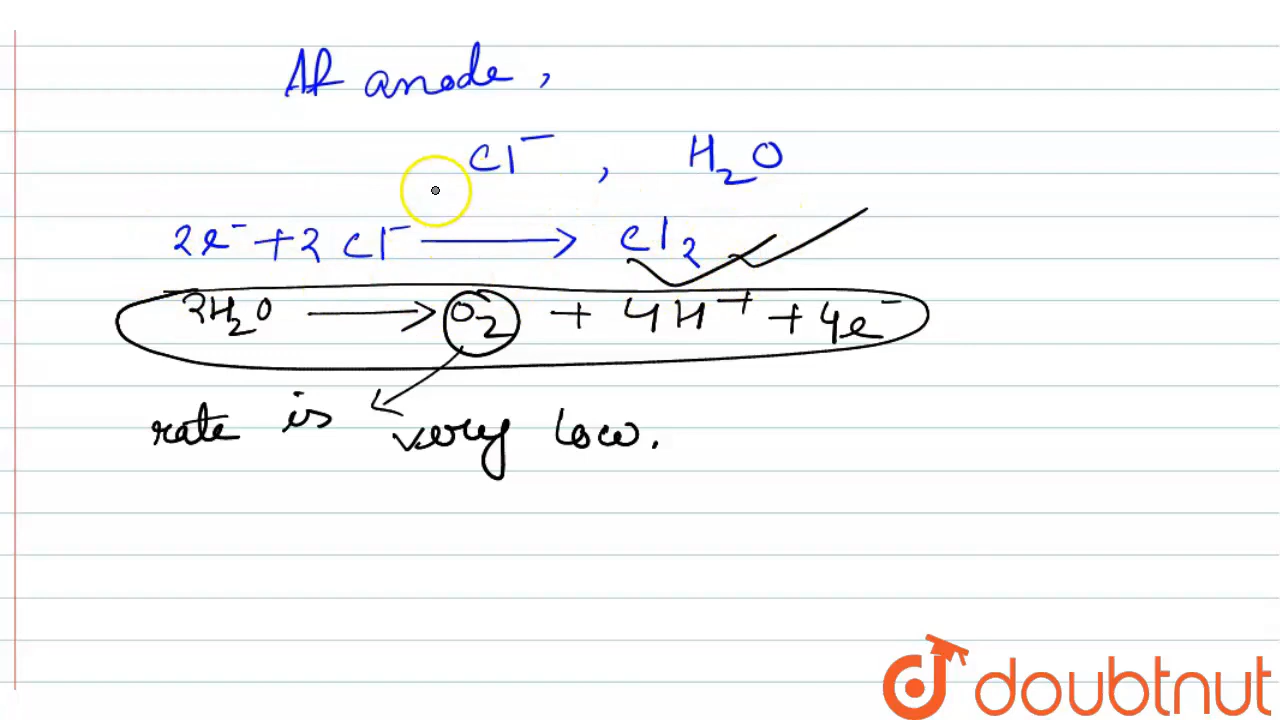 At anode,
Cl⁻ , H₂O
2e⁻ + 2Cl⁻ ⟶ Cl₂
2H₂O ⟶ O₂ + 4H⁺ + 4e⁻
rate is very low.
doubtnut